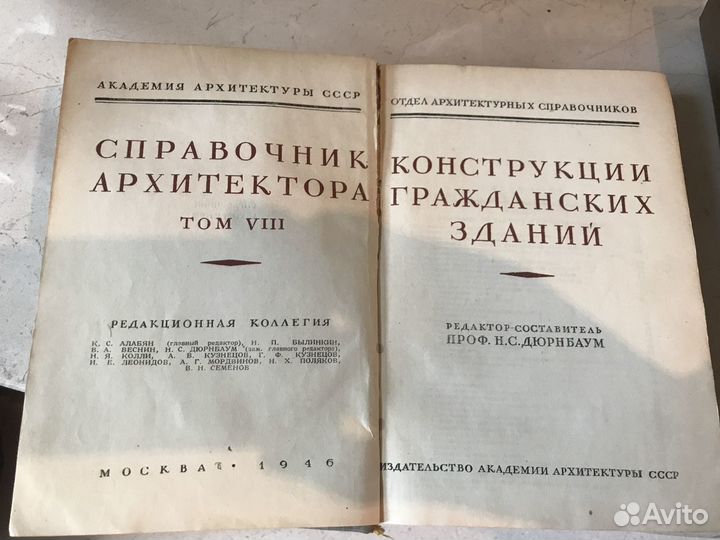 АКАДЕМИЯ АРХИТЕКТУРЫ СССР
СПРАВОЧНИК
АРХИТЕКТОРА
ТОМ VIII
РЕДАКЦИОННАЯ КОЛЛЕГИЯ
К. С. АЛАБЯН (главный редактор), Н. П. БЫЛИНКИН,
В. А. ВЕСНИН, Н. С. ДЮРНБАУМ (зам. главного редактора),
Н. Я. КОЛЛИ, А. В. КУЗНЕЦОВ, Г. Ф. КУЗНЕЦОВ,
И. Е. ЛЕОНИДОВ, А. Г. МОРДВИНОВ, Н. Х. ПОЛЯКОВ,
В. Н. СЕМЕНОВ
МОСКВА • 1946
ОТДЕЛ АРХИТЕКТУРНЫХ СПРАВОЧНИКОВ
КОНСТРУКЦИИ
ГРАЖДАНСКИХ
ЗДАНИЙ
РЕДАКТОР-СОСТАВИТЕЛЬ
ПРОФ. Н.С.ДЮРНБАУМ
ИЗДАТЕЛЬСТВО АКАДЕМИИ АРХИТЕКТУРЫ СССР
Avito